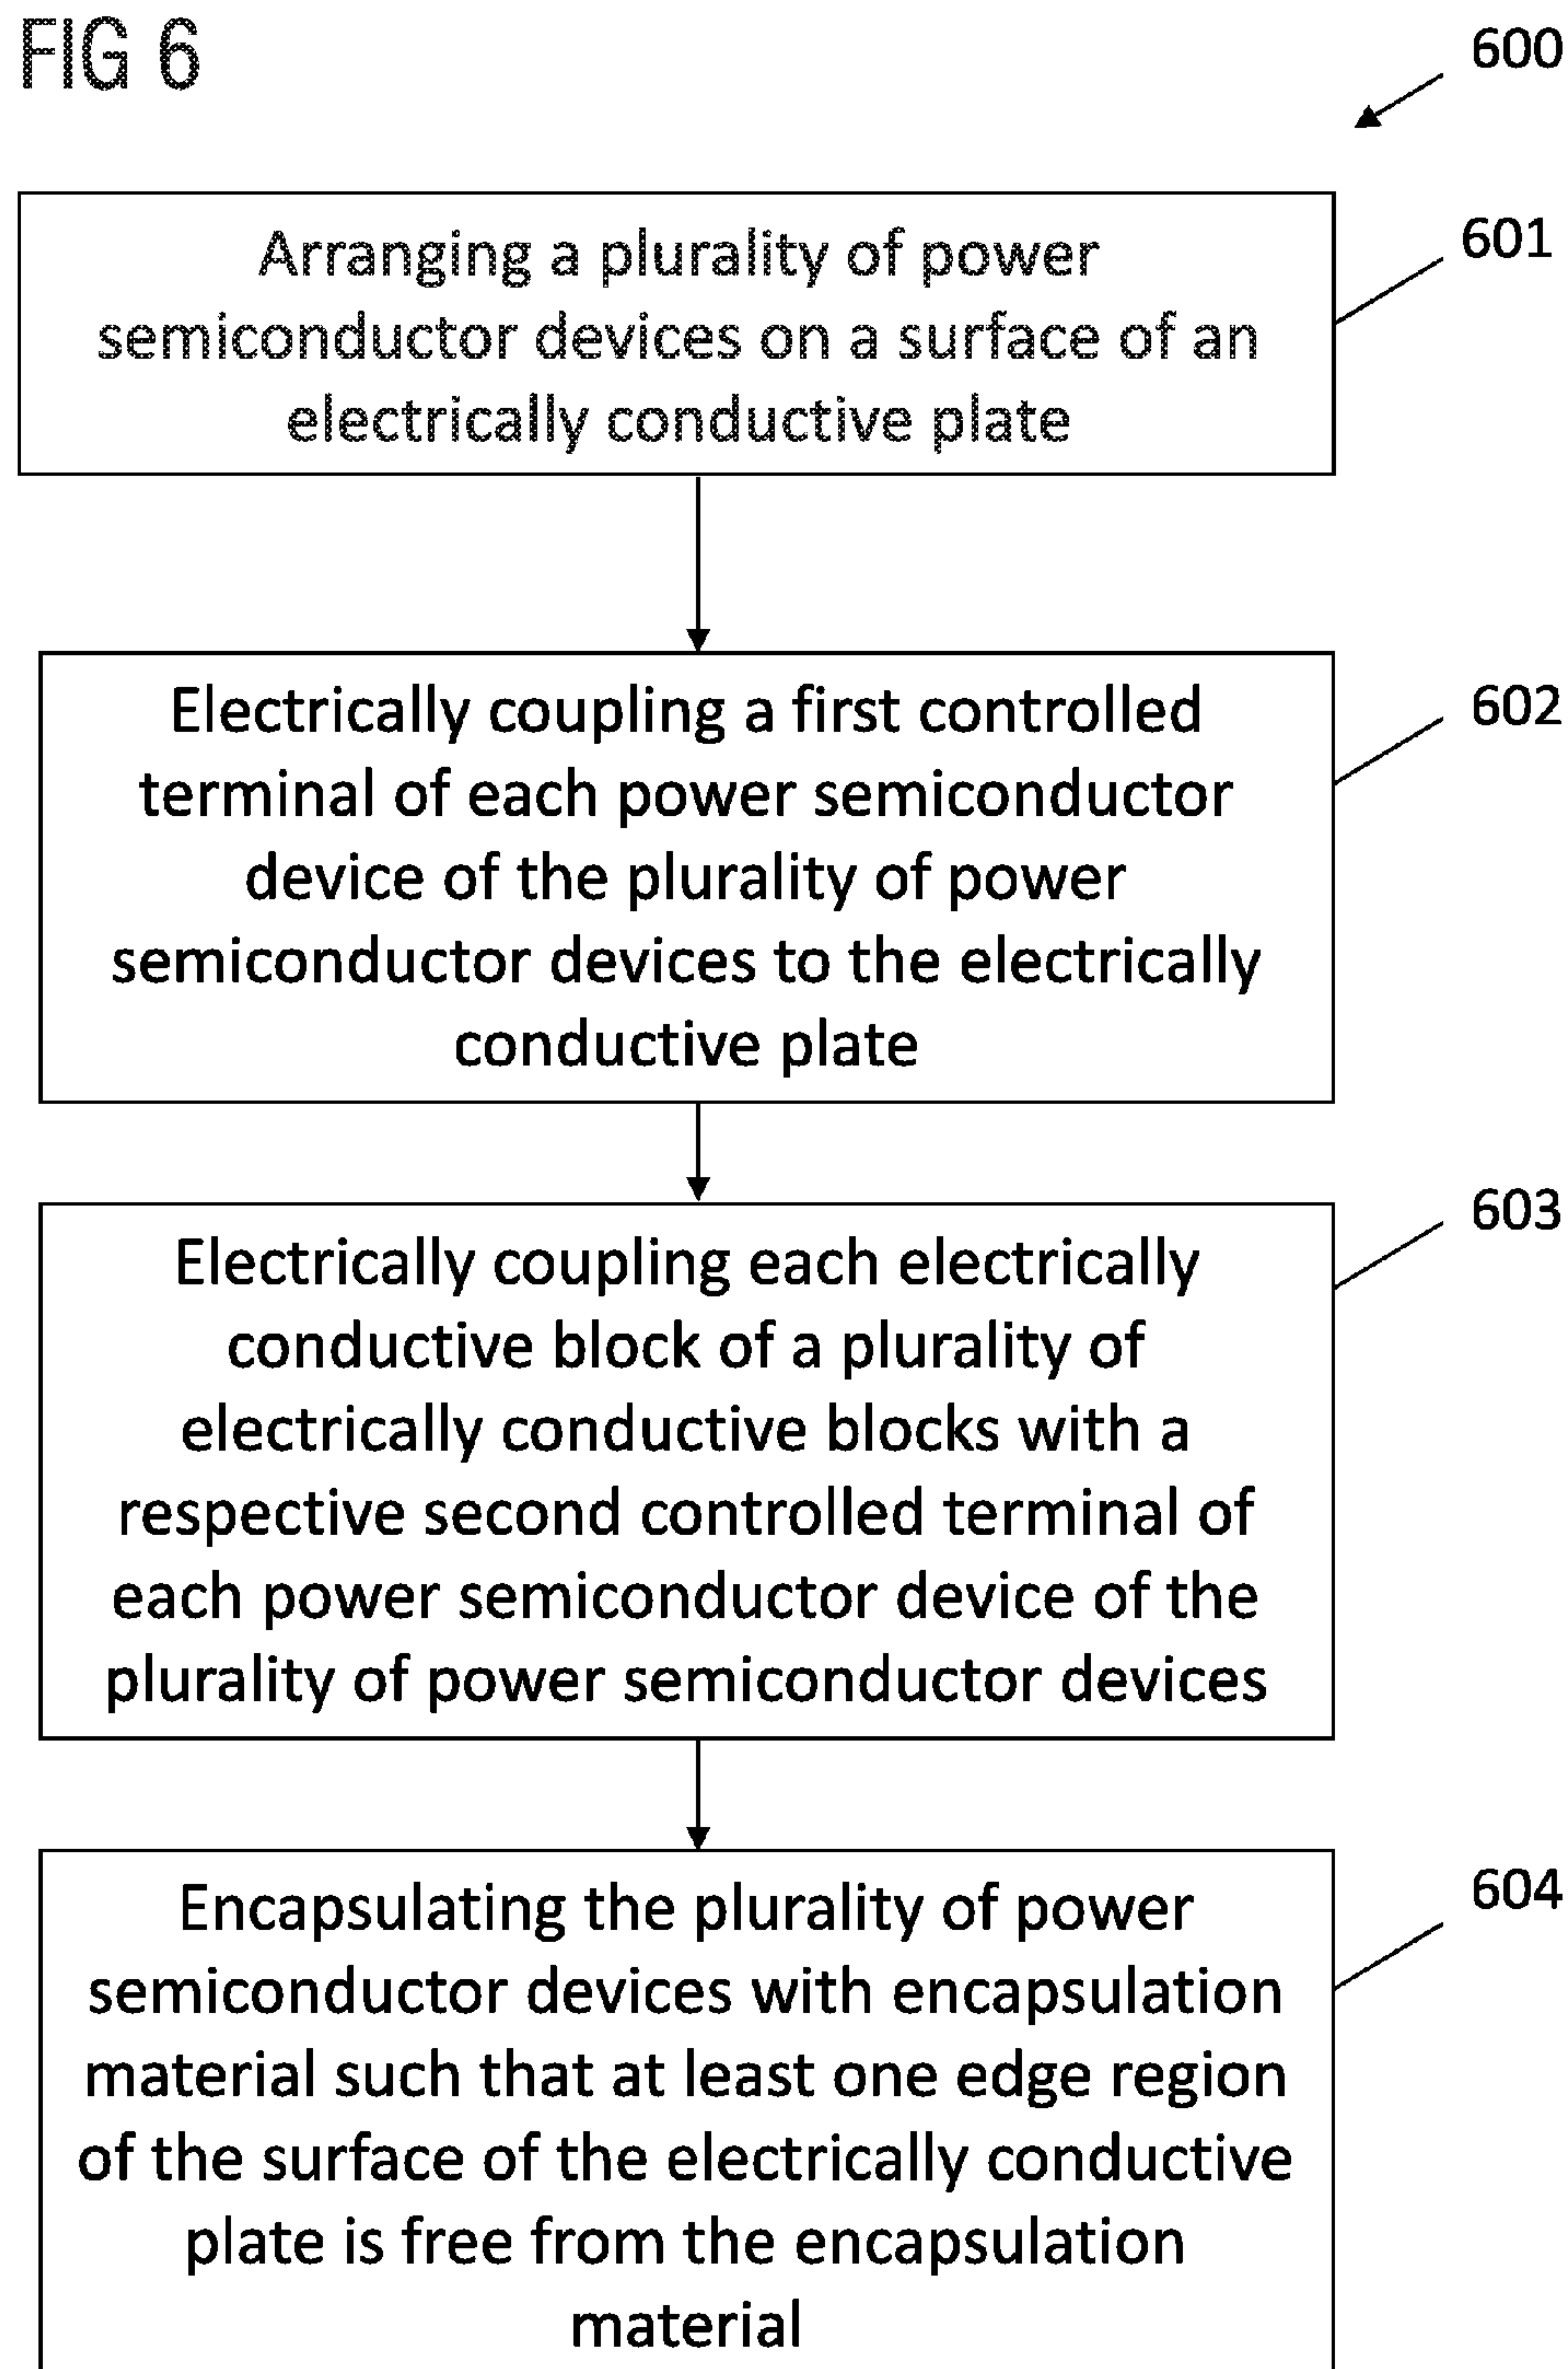 FIG 6
600
Arranging a plurality of power
semiconductor devices on a surface of an
electrically conductive plate
601
Electrically coupling a first controlled
terminal of each power semiconductor
device of the plurality of power
semiconductor devices to the electrically
conductive plate
602
Electrically coupling each electrically
conductive block of a plurality of
electrically conductive blocks with a
respective second controlled terminal of
each power semiconductor device of the
plurality of power semiconductor devices
603
Encapsulating the plurality of power
semiconductor devices with encapsulation
material such that at least one edge region
of the surface of the electrically conductive
plate is free from the encapsulation
material
604